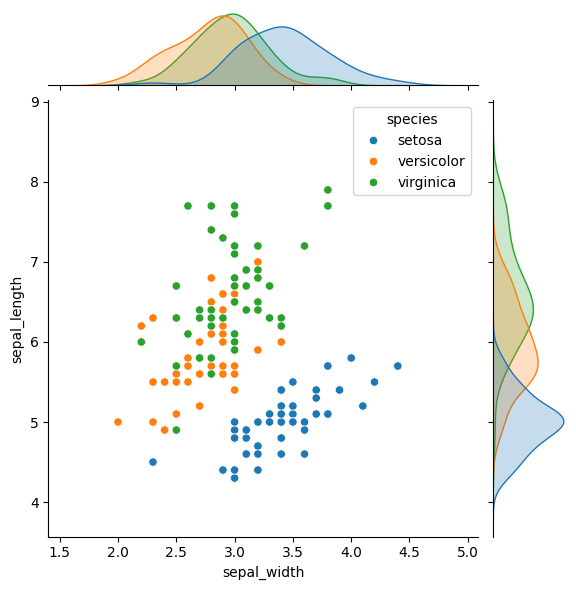 species
setosa
versicolor
virginica
9
8
7
6
5
4
sepal_length
1.5 2.0 2.5 3.0 3.5 4.0 4.5 5.0
sepal_width